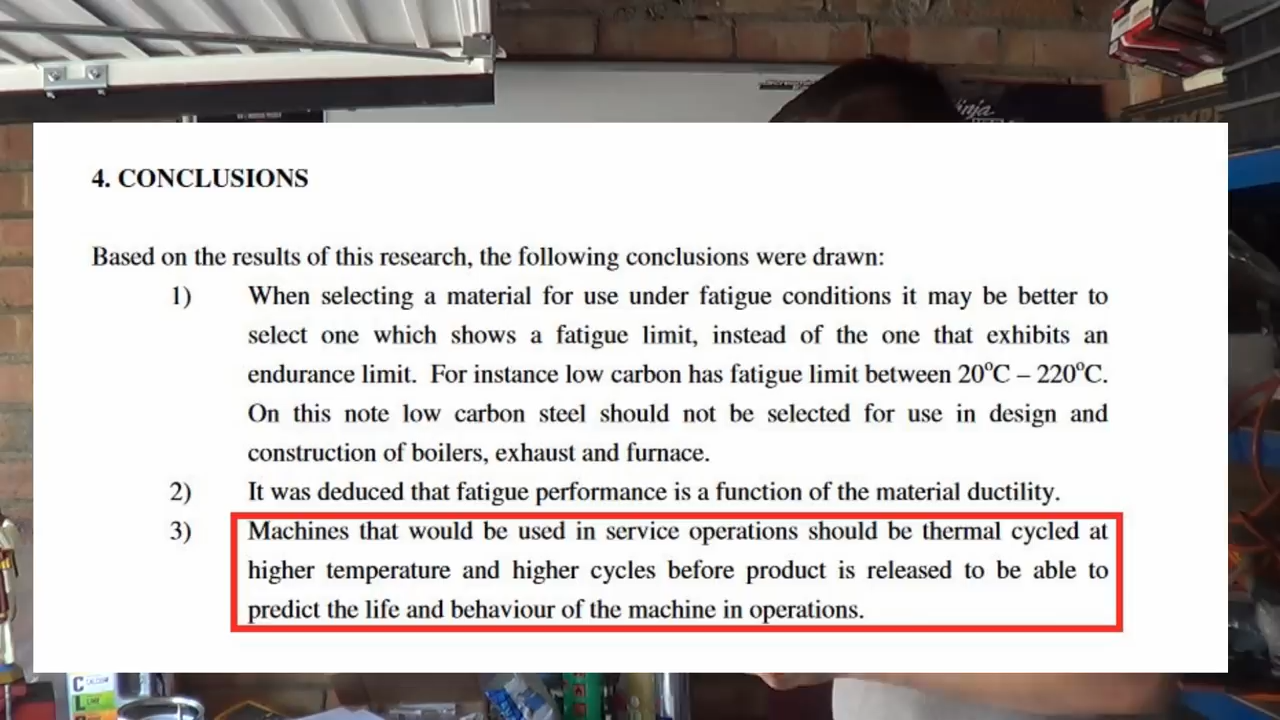 inja
4. CONCLUSIONS
Based on the results of this research, the following conclusions were drawn:
1) When selecting a material for use under fatigue conditions it may be better to
select one which shows a fatigue limit, instead of the one that exhibits an
endurance limit. For instance low carbon has fatigue limit between 20⁰C – 220⁰C.
On this note low carbon steel should not be selected for use in design and
construction of boilers, exhaust and furnace.
2) It was deduced that fatigue performance is a function of the material ductility.
3) Machines that would be used in service operations should be thermal cycled at
higher temperature and higher cycles before product is released to be able to
predict the life and behaviour of the machine in operations.